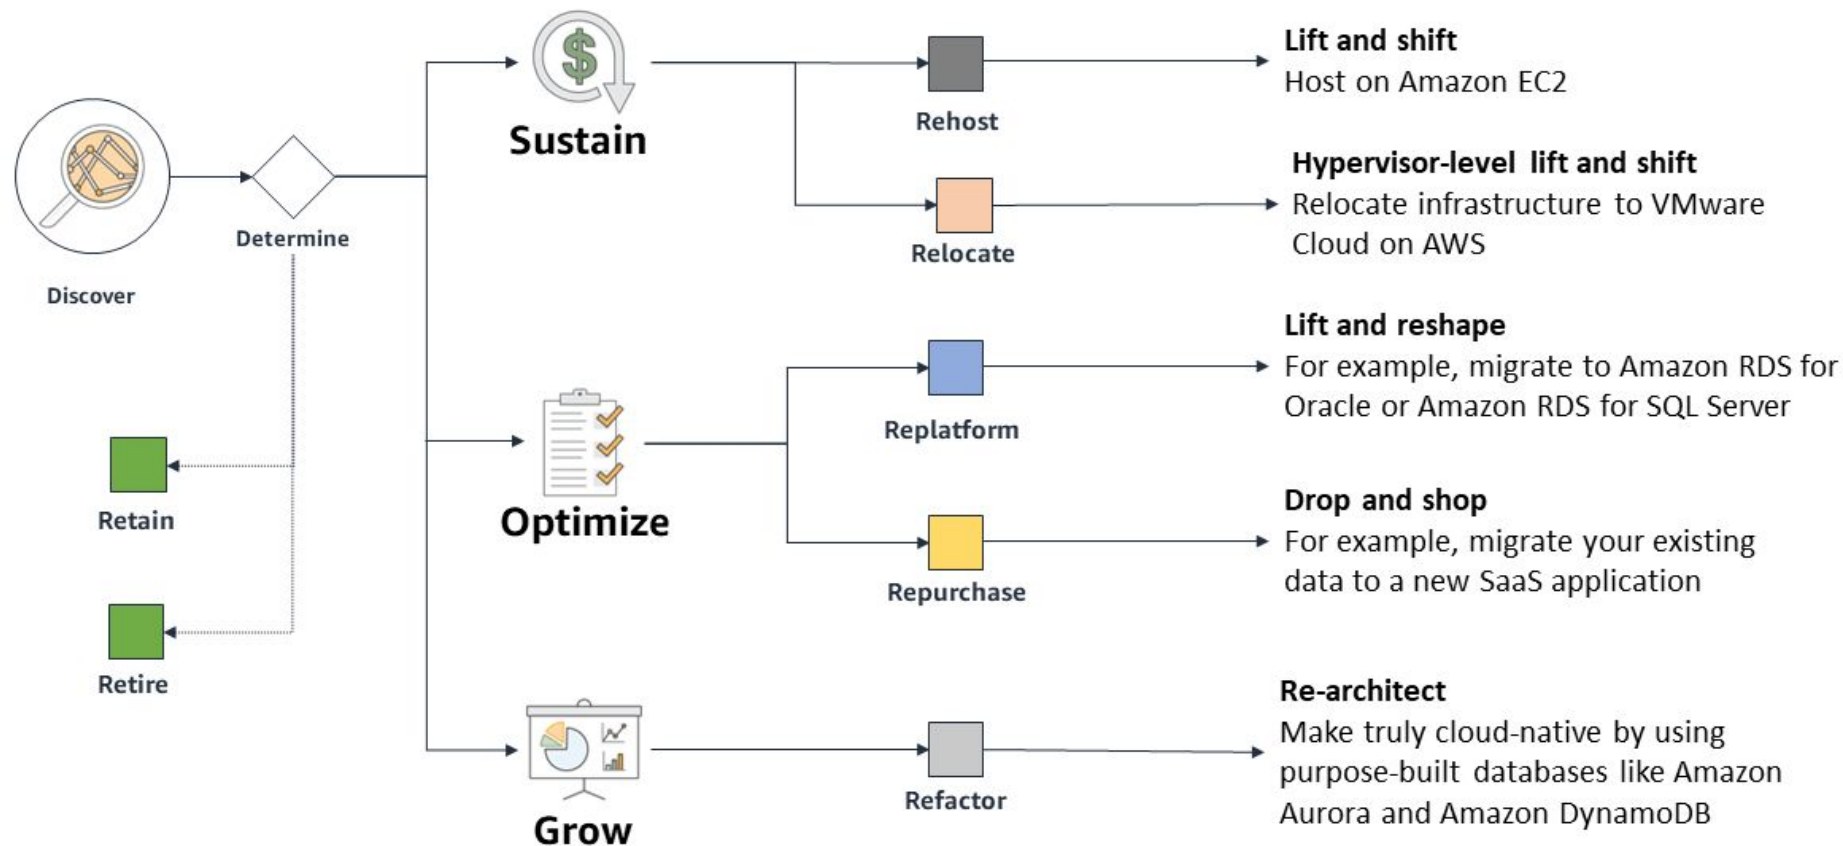 Discover
Determine
Retain
Retire
Sustain
Rehost
Lift and shift
Host on Amazon EC2
Relocate
Hypervisor-level lift and shift
Relocate infrastructure to VMware
Cloud on AWS
Optimize
Replatform
Lift and reshape
For example, migrate to Amazon RDS for
Oracle or Amazon RDS for SQL Server
Repurchase
Drop and shop
For example, migrate your existing
data to a new SaaS application
Grow
Refactor
Re-architect
Make truly cloud-native by using
purpose-built databases like Amazon
Aurora and Amazon DynamoDB